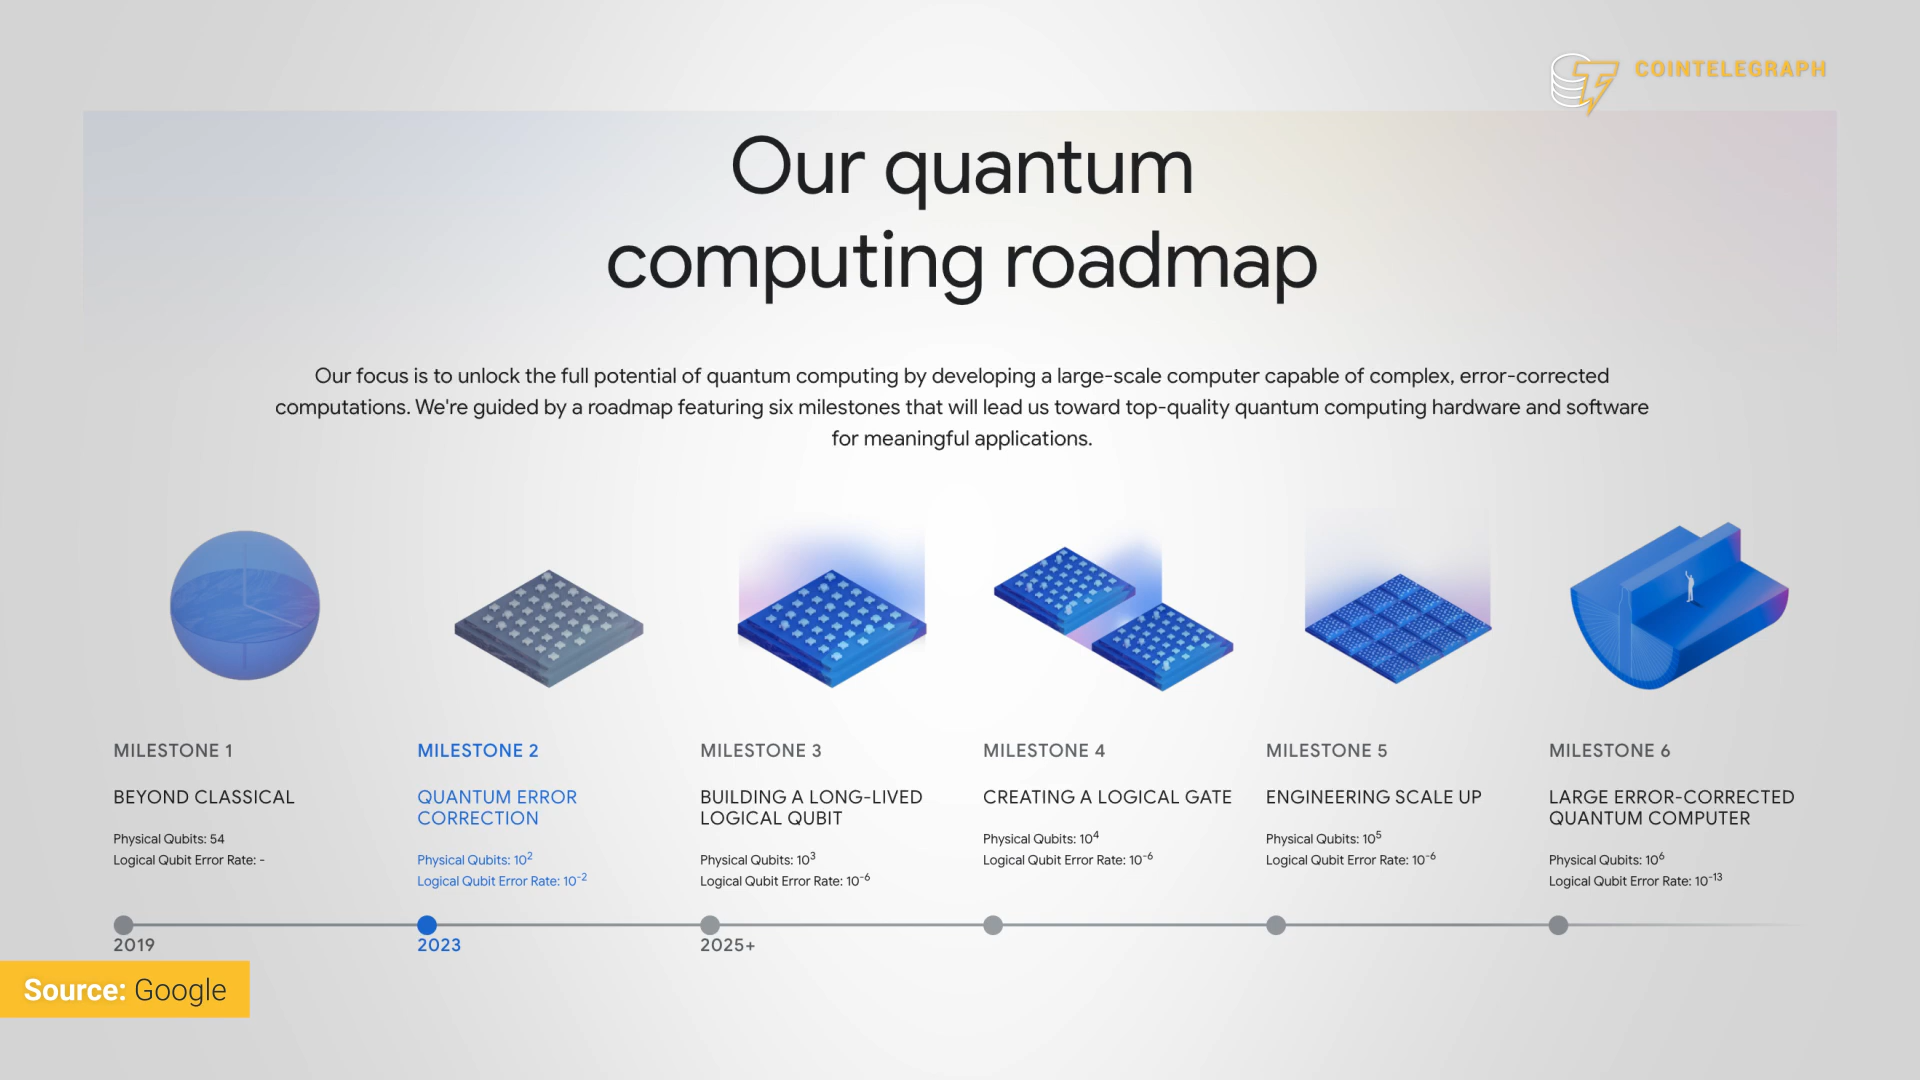 COINTELEGRAPH
Our quantum
computing roadmap
Our focus is to unlock the full potential of quantum computing by developing a large-scale computer capable of complex, error-corrected
computations. We're guided by a roadmap featuring six milestones that will lead us toward top-quality quantum computing hardware and software
for meaningful applications.
MILESTONE 1
BEYOND CLASSICAL
Physical Qubits: 54
Logical Qubit Error Rate: -
2019
MILESTONE 2
QUANTUM ERROR
CORRECTION
Physical Qubits: 10²
Logical Qubit Error Rate: 10⁻²
2023
MILESTONE 3
BUILDING A LONG-LIVED
LOGICAL QUBIT
Physical Qubits: 10³
Logical Qubit Error Rate: 10⁻⁶
2025+
MILESTONE 4
CREATING A LOGICAL GATE
Physical Qubits: 10⁴
Logical Qubit Error Rate: 10⁻⁶
MILESTONE 5
ENGINEERING SCALE UP
Physical Qubits: 10⁵
Logical Qubit Error Rate: 10⁻⁶
MILESTONE 6
LARGE ERROR-CORRECTED
QUANTUM COMPUTER
Physical Qubits: 10⁶
Logical Qubit Error Rate: 10⁻¹³
Source: Google